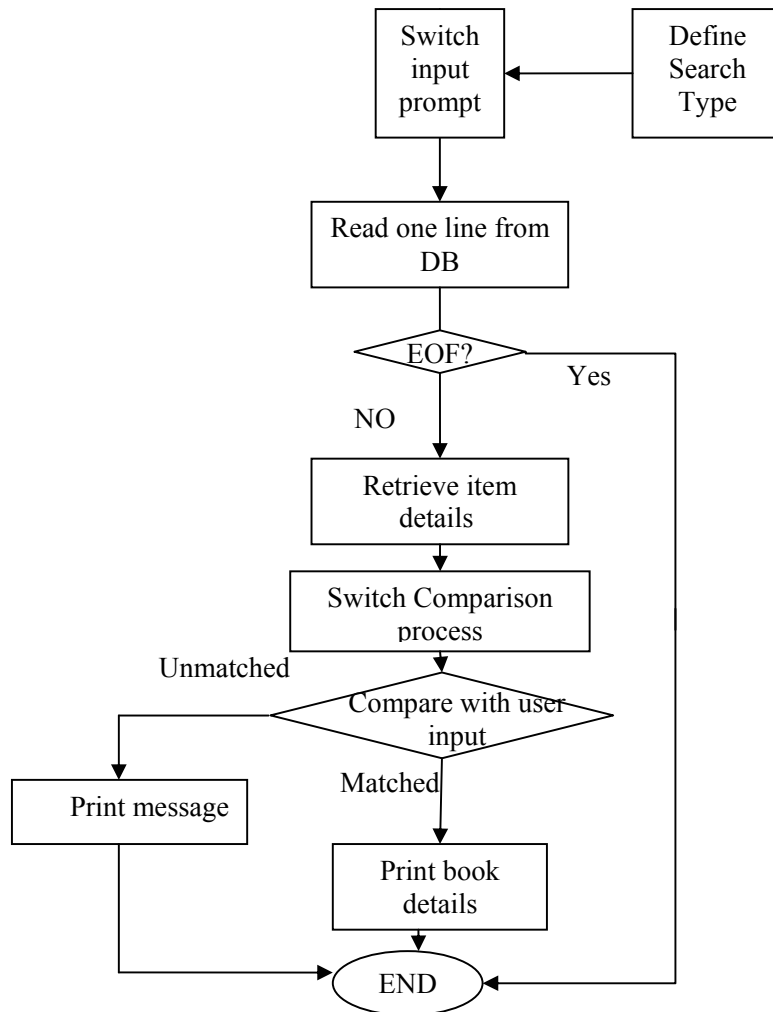 Switch
input
prompt
Define
Search
Type
Read one line from
DB
EOF?
Yes
NO
Retrieve item
details
Switch Comparison
process
Unmatched
Compare with user
input
Matched
Print message
Print book
details
END